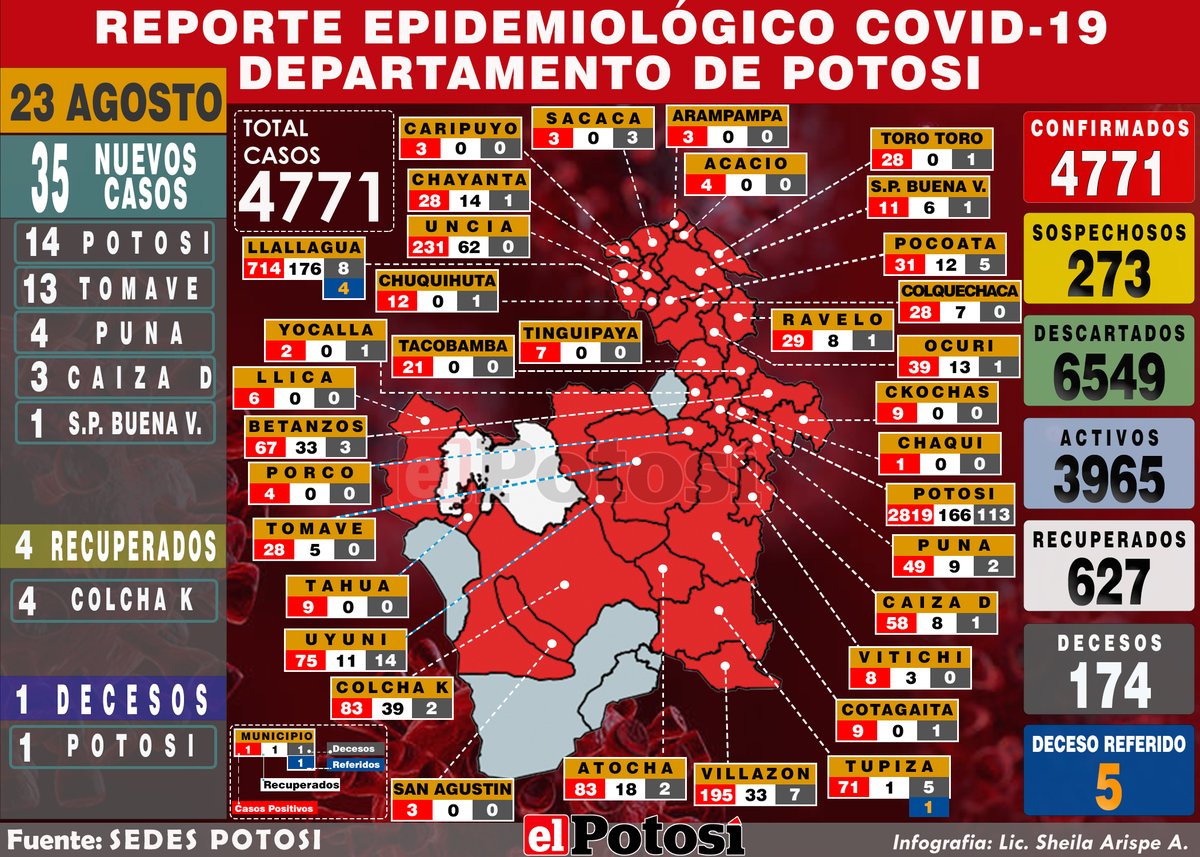 REPORTE EPIDEMIOLÓGICO COVID-19
DEPARTAMENTO DE POTOSI
23 AGOSTO
35 NUEVOS CASOS
14 POTOSI
13 TOMAVE
4 PUNA
3 CAIZA D
1 S.P. BUENA V.
4 RECUPERADOS
4 COLCHA K
1 DECESOS
1 POTOSI
TOTAL
CASOS
4771
CARIPUYO
3 0 0
SACACA
3 0 3
ARAMPAMPA
3 0 0
ACACIO
4 0 0
TORO TORO
28 0 1
S.P. BUENA V.
11 6 1
CHAYANTA
28 14 1
UNCIA
231 62 0
LLALLAGUA
714 176 8
4
CHUQUIHUTA
12 0 1
POCOATA
31 12 5
COLQUECHACA
28 7 0
YOCALLA
2 0 1
TACOBAMBA
21 0 0
TINGUIPAYA
7 0 0
RAVELO
29 8 1
OCURI
39 13 1
LLICA
6 0 0
BETANZOS
67 33 3
PORCO
4 0 0
TOMAVE
28 5 0
TAHUA
9 0 0
UYUNI
75 11 14
COLCHA K
83 39 2
CKOCHAS
9 0 0
CHAQUI
1 0 0
POTOSI
2819 166 113
PUNA
49 9 2
CAIZA D
58 8 1
VITICHI
8 3 0
COTAGAITA
9 0 1
SAN AGUSTIN
3 0 0
ATOCHA
83 18 2
VILLAZON
195 33 7
TUPIZA
71 1 5
1
el Potosí
MUNICIPIO
1 1 1 Decesos
1 Referidos
Recuperados
Casos Positivos
CONFIRMADOS
4771
SOSPECHOSOS
273
DESCARTADOS
6549
ACTIVOS
3965
RECUPERADOS
627
DECESOS
174
DECESO REFERIDO
5
Fuente: SEDES POTOSI
el Potosí
Infografia: Lic. Sheila Arispe A.